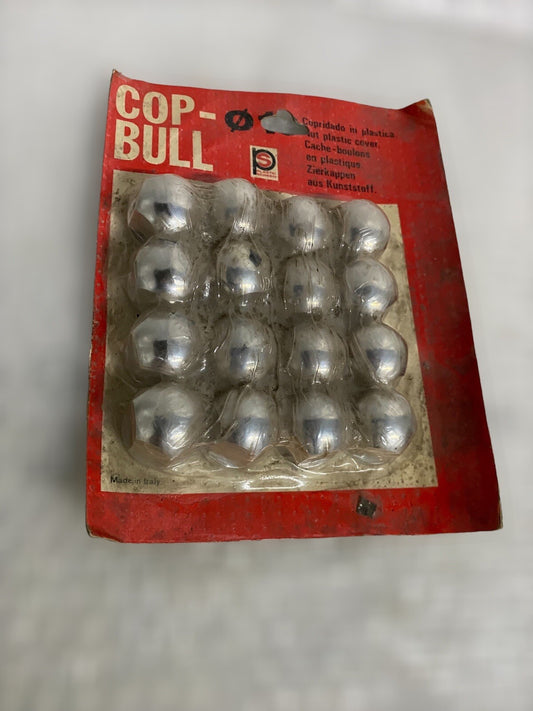 COP-
BULL
Ø
Copridado in plastica
Nut plastic cover.
Cache-boulons
en plastique.
Zierkappen
aus Kunststoff.
Made in Italy